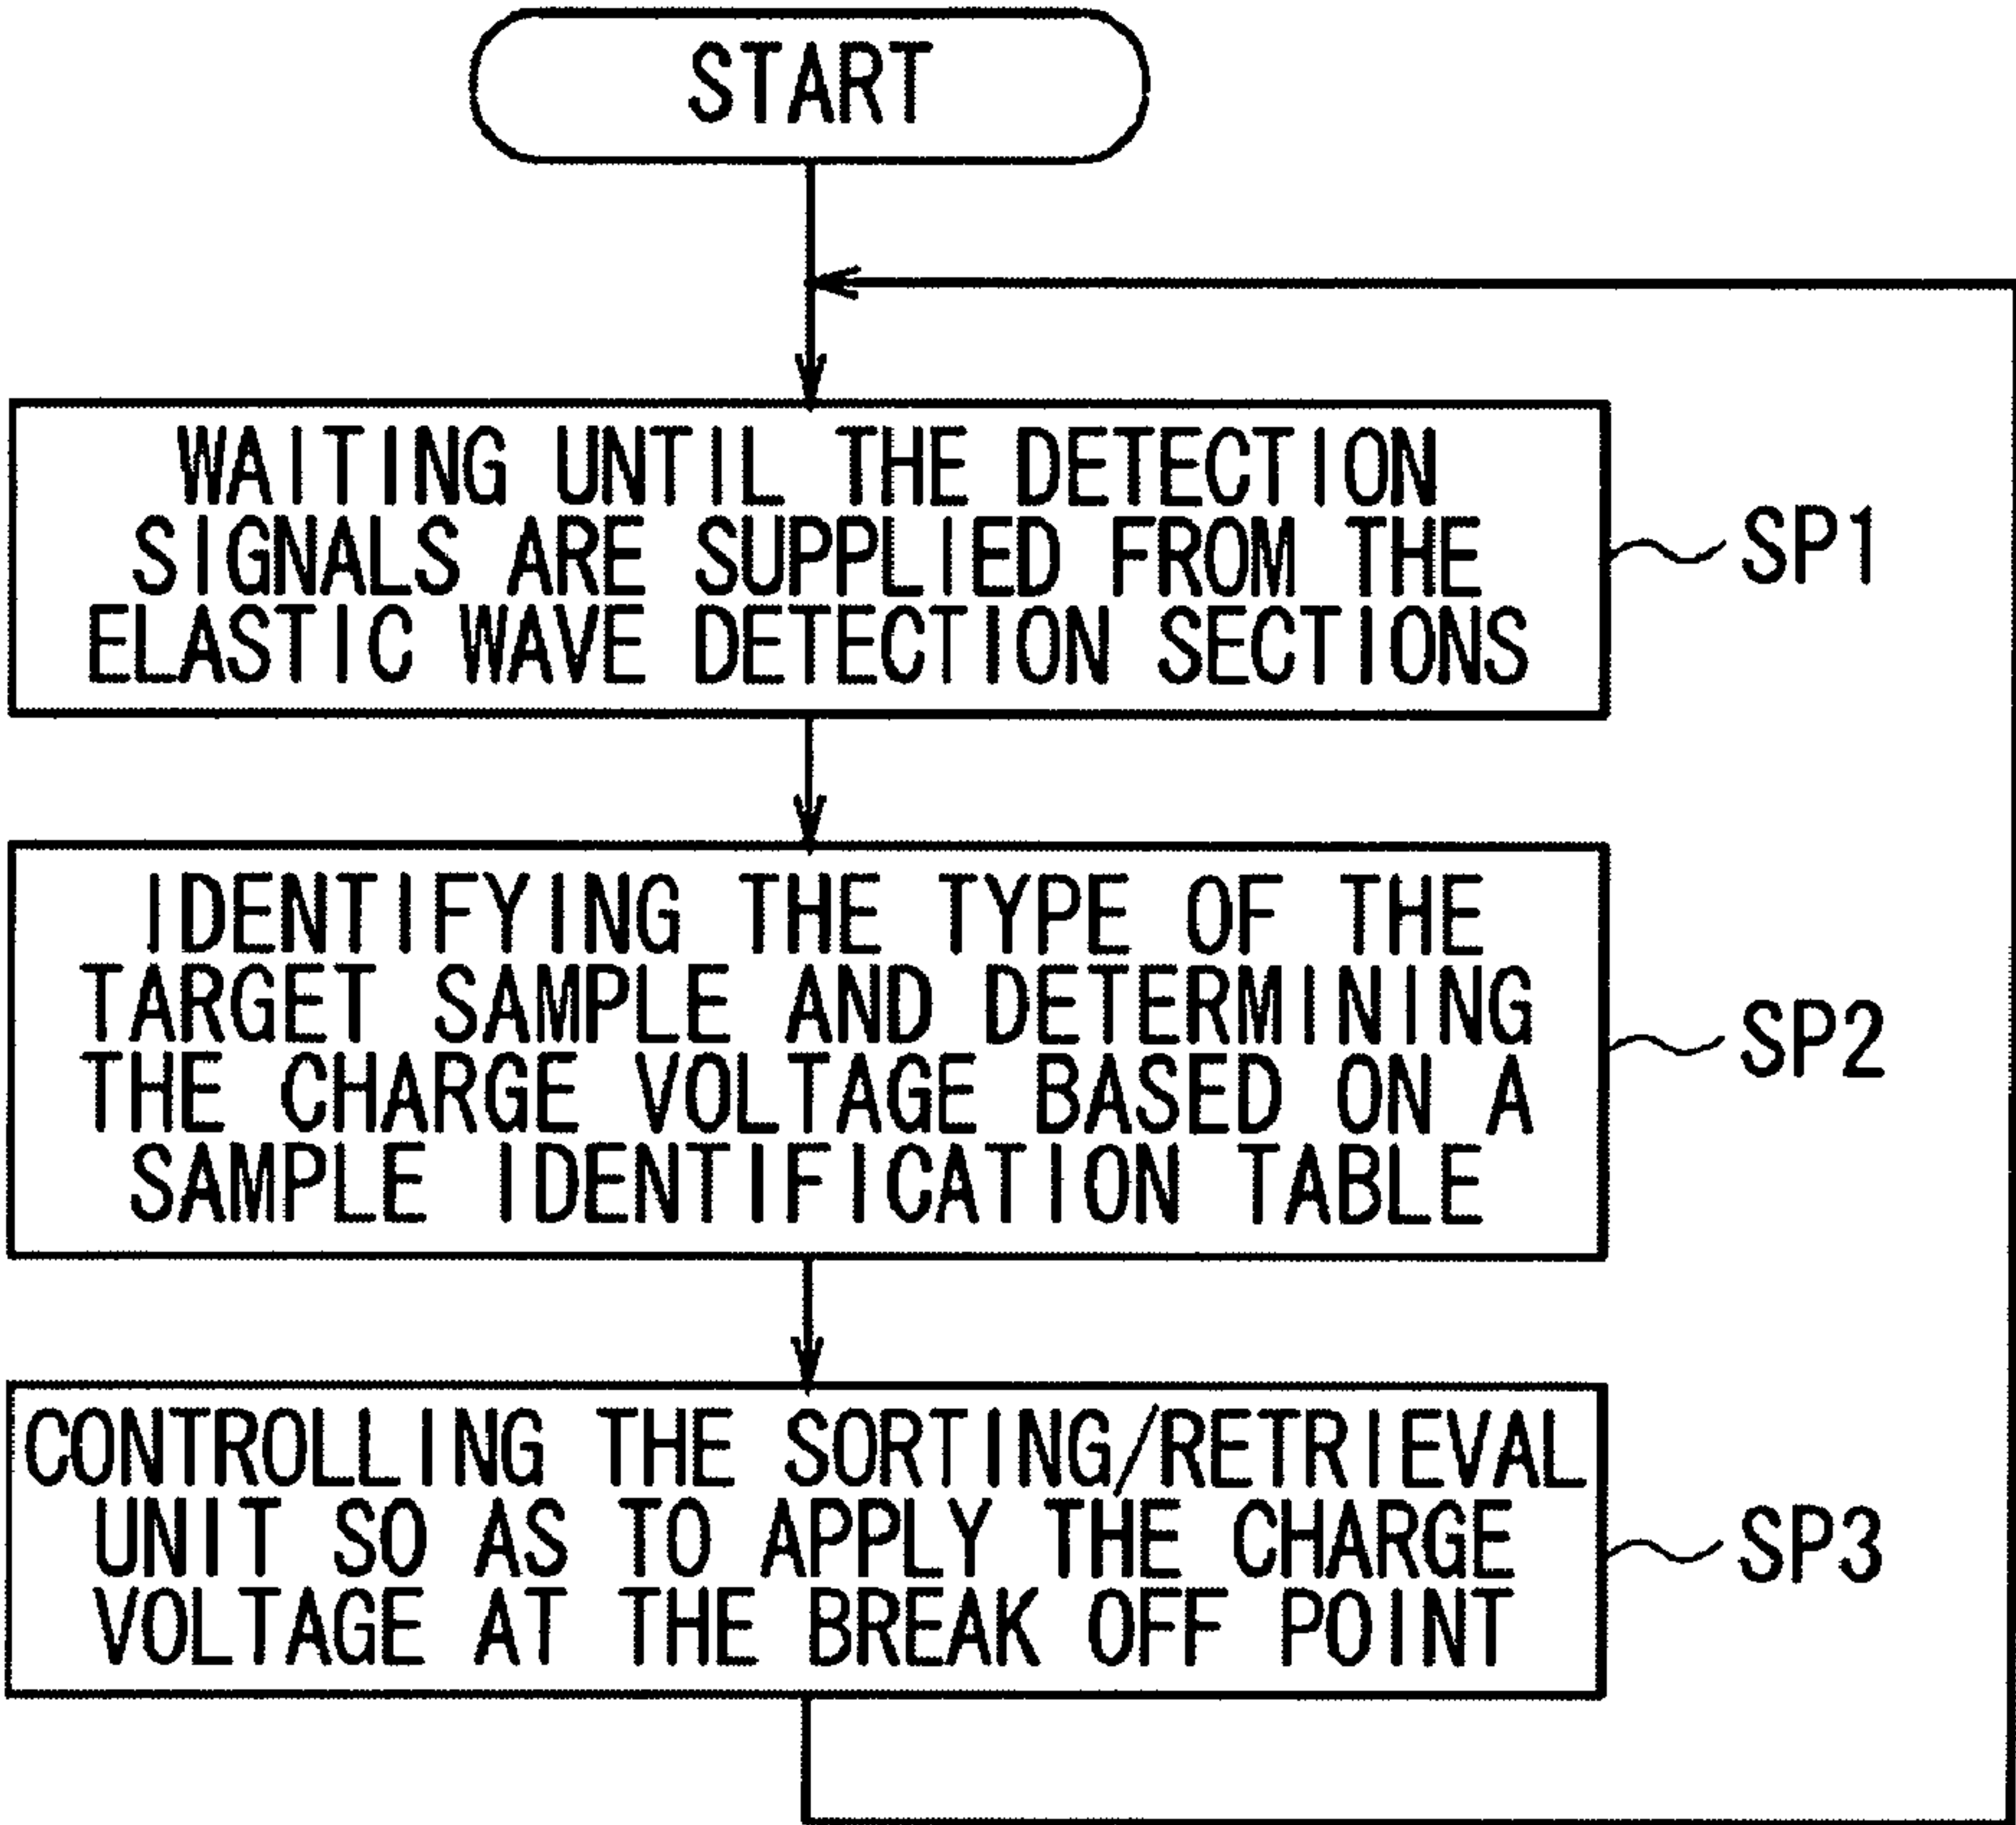 START
WAITING UNTIL THE DETECTION
SIGNALS ARE SUPPLIED FROM THE
ELASTIC WAVE DETECTION SECTIONS
SP1
IDENTIFYING THE TYPE OF THE
TARGET SAMPLE AND DETERMINING
THE CHARGE VOLTAGE BASED ON A
SAMPLE IDENTIFICATION TABLE
SP2
CONTROLLING THE SORTING/RETRIEVAL
UNIT SO AS TO APPLY THE CHARGE
VOLTAGE AT THE BREAK OFF POINT
SP3